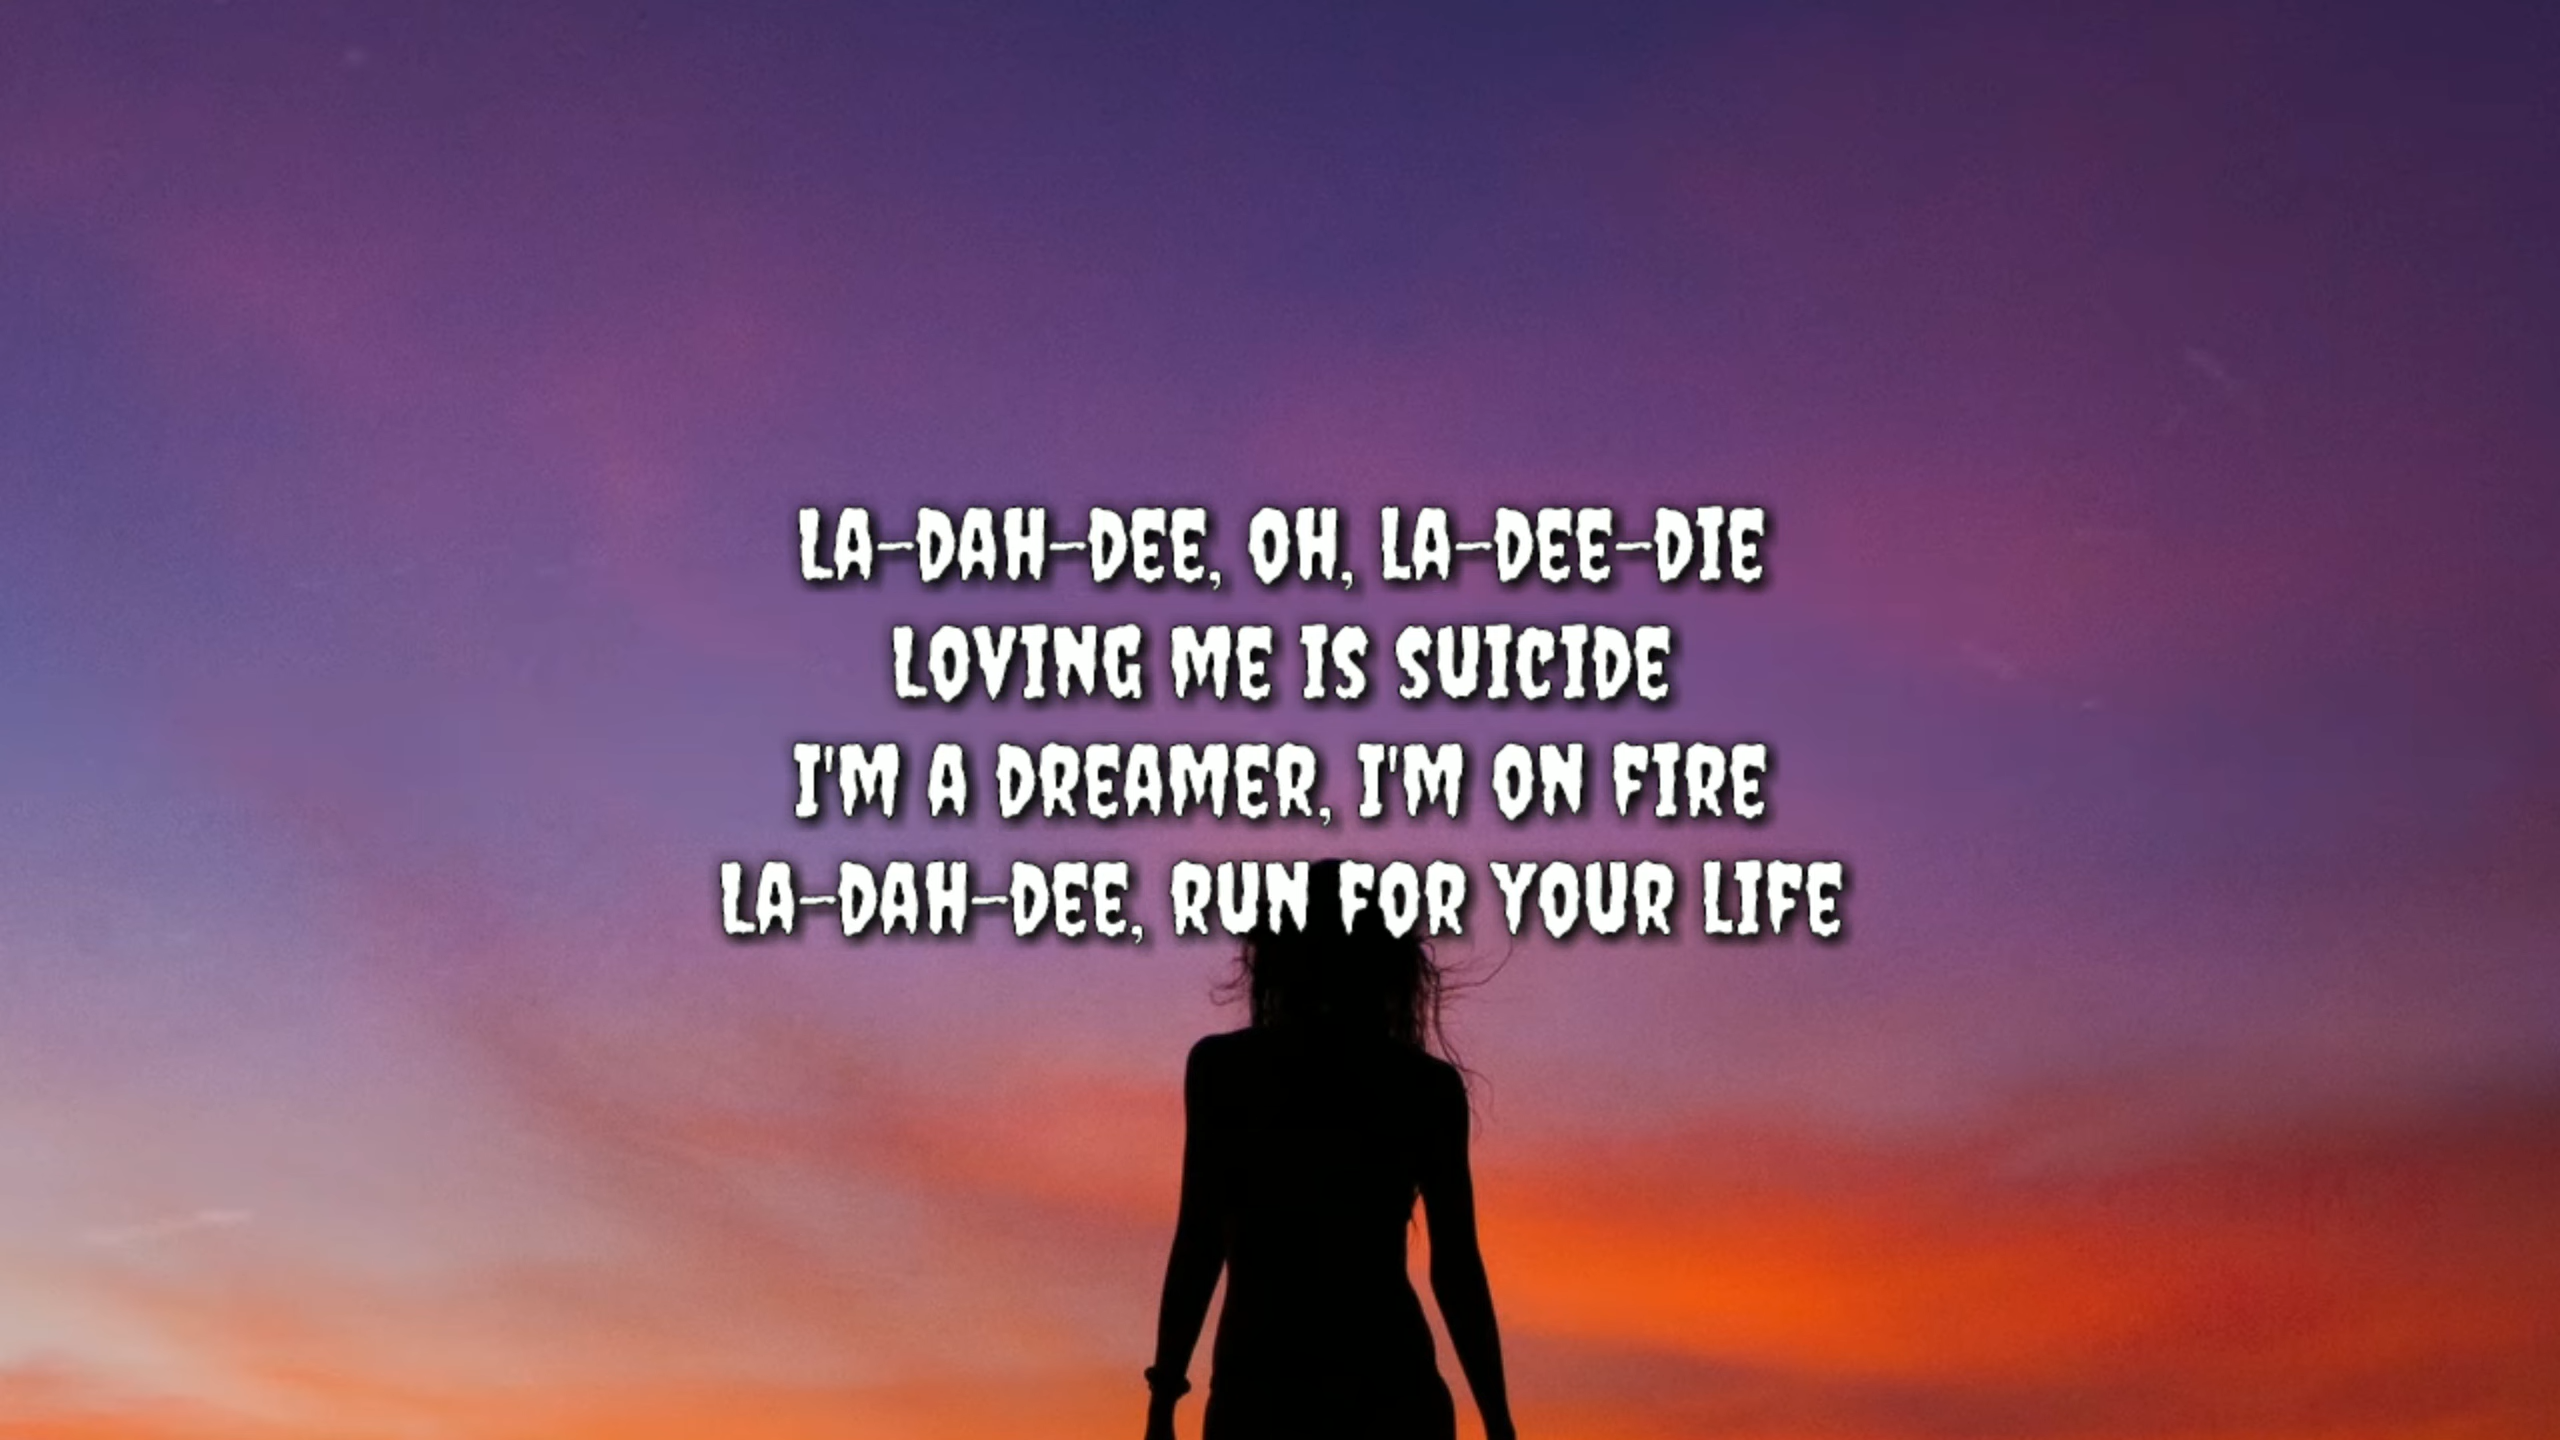 LA-DAH-DEE, OH, LA-DEE-DIE
LOVING ME IS SUICIDE
I'M A DREAMER, I'M ON FIRE
LA-DAH-DEE, RUN FOR YOUR LIFE